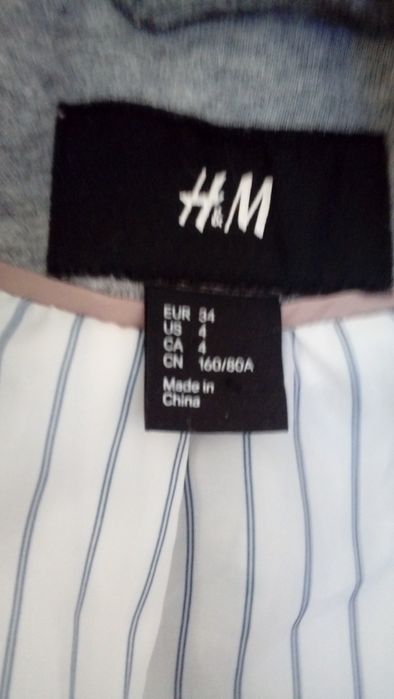 H&M
EUR 34
US 4
CA 4
CN 160/80A
Made in
China